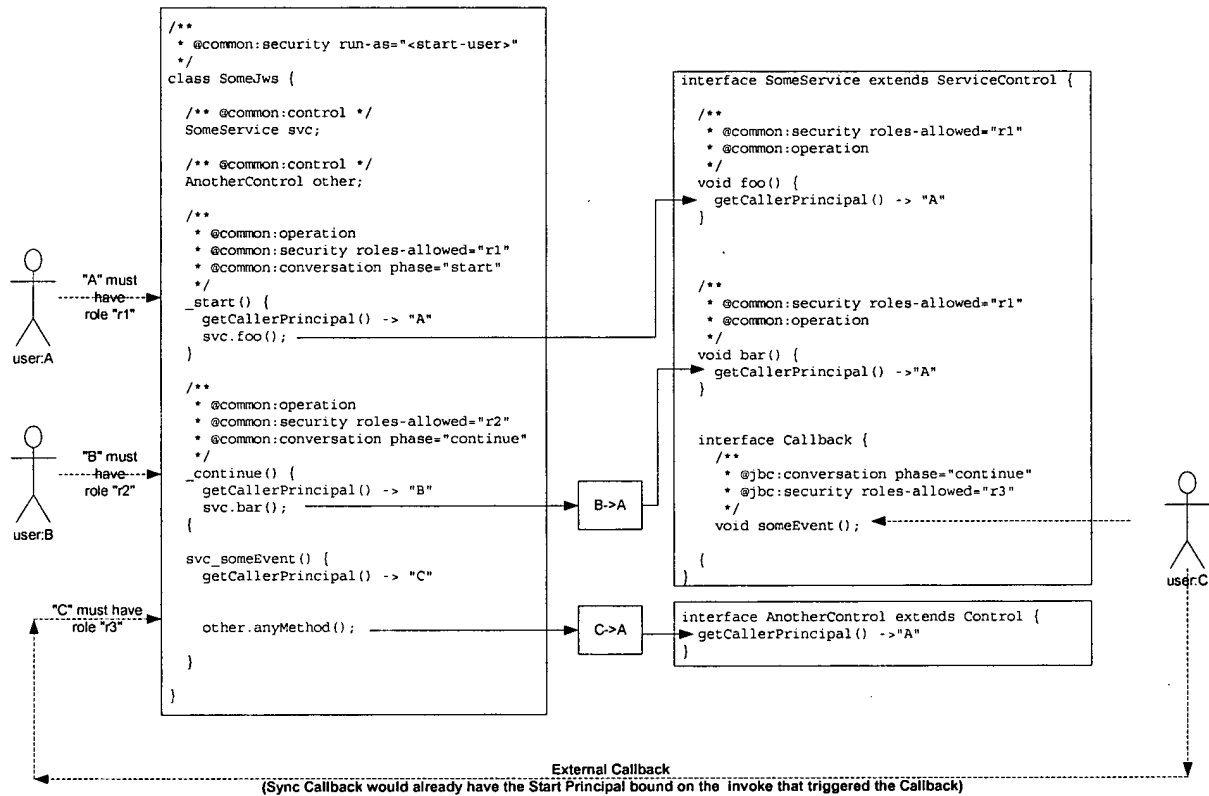 /**
* @common:security run-as="<start-user>"
*/
class SomeJws {
/** @common:control */
SomeService svc;
/** @common:control */
AnotherControl other;
/**
* @common:operation
* @common:security roles-allowed="r1"
* @common:conversation phase="start"
*/
_start() {
getCallerPrincipal() -> "A"
svc.foo();
}
/**
* @common:operation
* @common:security roles-allowed="r2"
* @common:conversation phase="continue"
*/
_continue() {
getCallerPrincipal() -> "B"
svc.bar();
{
svc_someEvent() {
getCallerPrincipal() -> "C"
other.anyMethod();
}
}
"A" must
have
role "r1"
user:A
"B" must
have
role "r2"
user:B
"C" must have
role "r3"
B->A
C->A
interface SomeService extends ServiceControl {
/**
* @common:security roles-allowed="r1"
* @common:operation
*/
void foo() {
getCallerPrincipal() -> "A"
}
/**
* @common:security roles-allowed="r1"
* @common:operation
*/
void bar() {
getCallerPrincipal() ->"A"
}
interface Callback {
/**
* @jbc:conversation phase="continue"
* @jbc:security roles-allowed="r3"
*/
void someEvent();
{
}
interface AnotherControl extends Control {
getCallerPrincipal() ->"A"
}
user:C
External Callback
(Sync Callback would already have the Start Principal bound on the invoke that triggered the Callback)